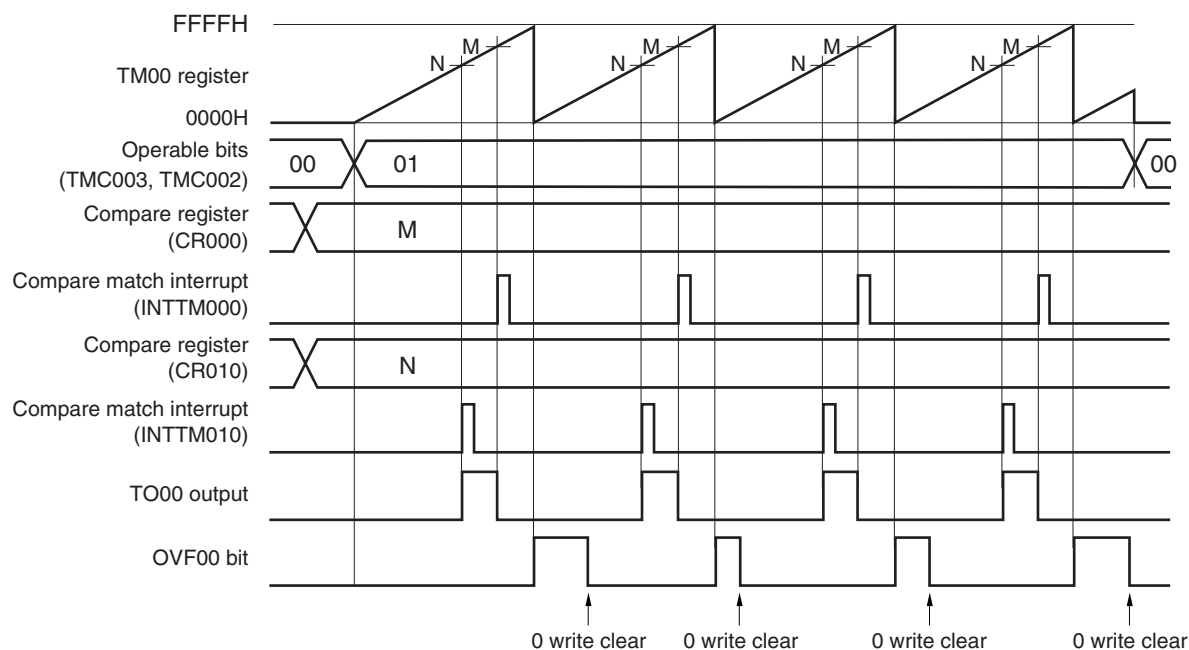 FFFFH
TM00 register
0000H
M
N
M
N
M
N
M
N
Operable bits
(TMC003, TMC002)
00
01
00
Compare register
(CR000)
M
Compare match interrupt
(INTTM000)
Compare register
(CR010)
N
Compare match interrupt
(INTTM010)
TO00 output
OVF00 bit
0 write clear
0 write clear
0 write clear
0 write clear